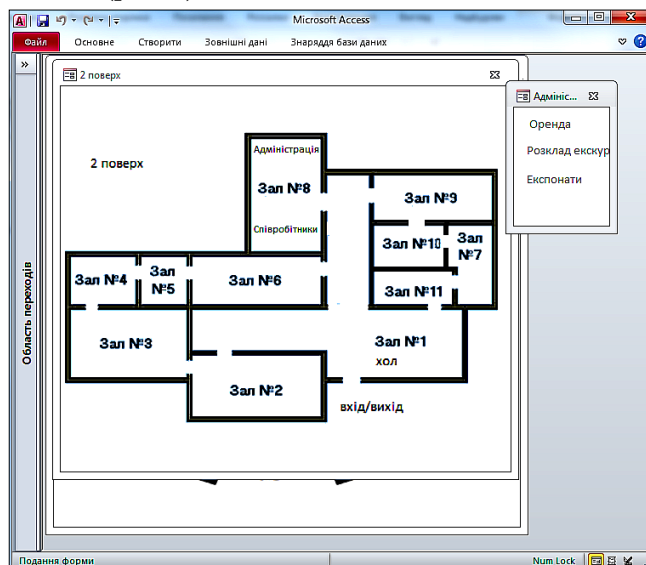 Microsoft Access
Файл Основне Створити Зовнішні дані Знаряддя бази даних
2 поверх
Адмініс...
Оренда
Розклад екскур
Експонати
2 поверх
Адміністрація
Зал №8
Співробітники
Зал №9
Зал №10
Зал №7
Зал №11
Зал №4
Зал №5
Зал №6
Зал №3
Зал №1
хол
Зал №2
вхід/вихід
Область переходів
Подання форми
Num Lock